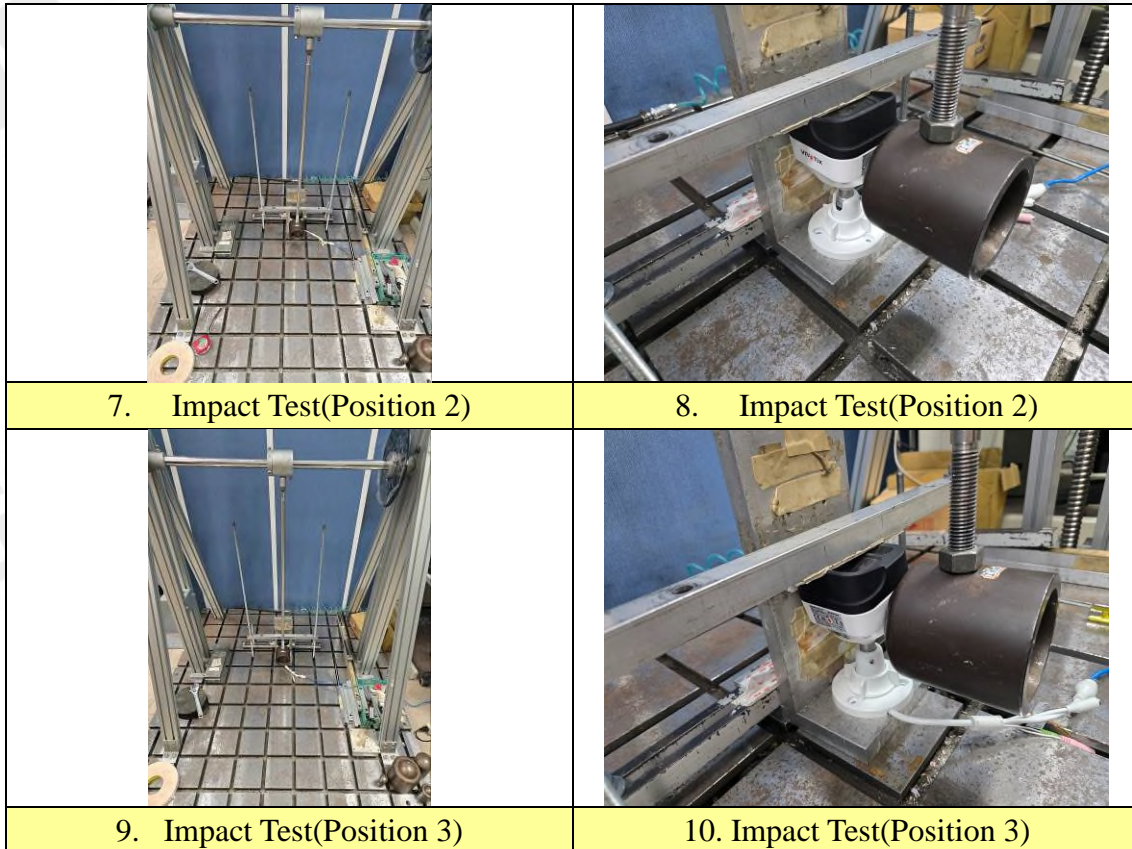 7. Impact Test(Position 2)
8. Impact Test(Position 2)
9. Impact Test(Position 3)
10. Impact Test(Position 3)